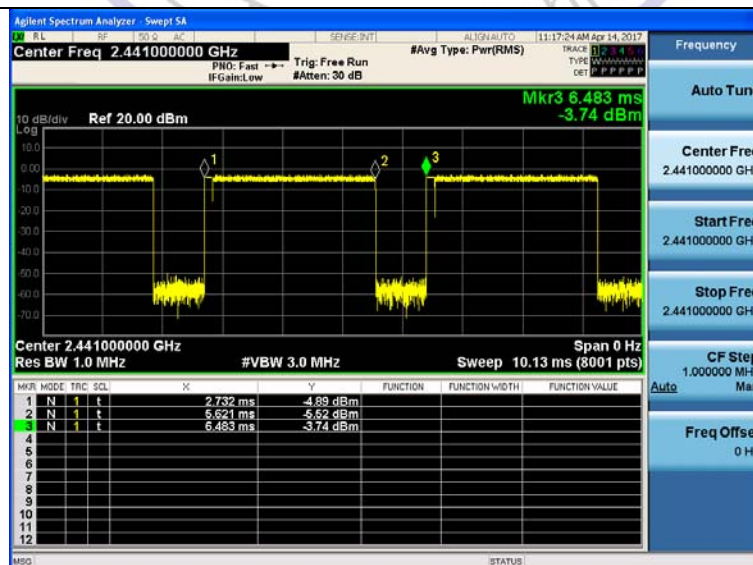 Agilent Spectrum Analyzer - Swept SA
LXI RL RF 50 Ω AC SENSE:INT ALIGN AUTO 11:17:24 AM Apr 14, 2017
Center Freq 2.441000000 GHz
PNO: Fast
IFGain:Low
Trig: Free Run
#Atten: 30 dB
#Avg Type: Pwr(RMS)
TRACE 1 2 3 4 5 6
TYPE W
DET P P P P P P
Mkr3 6.483 ms
-3.74 dBm
10 dB/div Ref 20.00 dBm
Log
10.0
0.00
-10.0
-20.0
-30.0
-40.0
-50.0
-60.0
-70.0
1
2
3
Center 2.441000000 GHz Span 0 Hz
Res BW 1.0 MHz #VBW 3.0 MHz Sweep 10.13 ms (8001 pts)
MKR MODE TRC SCL X Y FUNCTION FUNCTION WIDTH FUNCTION VALUE
1 N 1 t 2.732 ms -4.89 dBm
2 N 1 t 5.621 ms -5.52 dBm
3 N 1 t 6.483 ms -3.74 dBm
4
5
6
7
8
9
10
11
12
MSG STATUS
Frequency
Auto Tun
Center Fre
2.441000000 GH
Start Fre
2.441000000 GH
Stop Fre
2.441000000 GH
CF Step
1.000000 MH
Auto Ma
Freq Offse
0 H